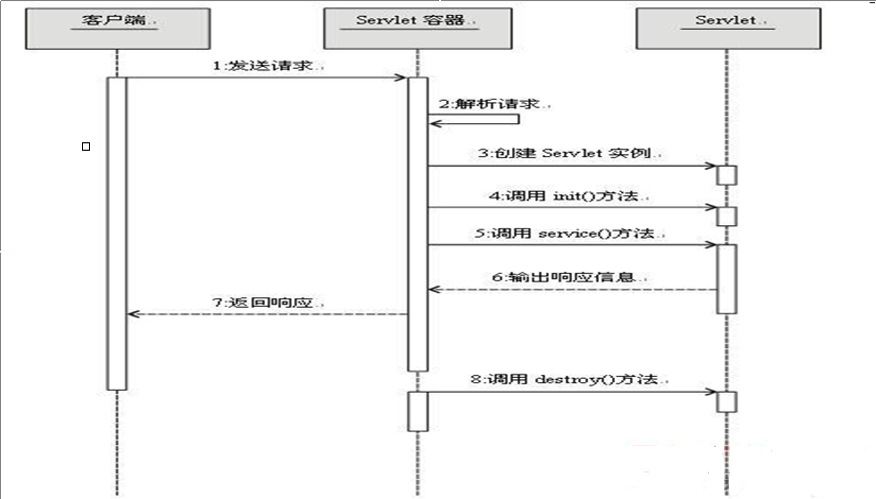 客户端
Servlet 容器
Servlet
1:发送请求
2:解析请求
3:创建 Servlet 实例
4:调用 init()方法
5:调用 service()方法
6:输出响应信息
7:返回响应
8:调用 destroy()方法